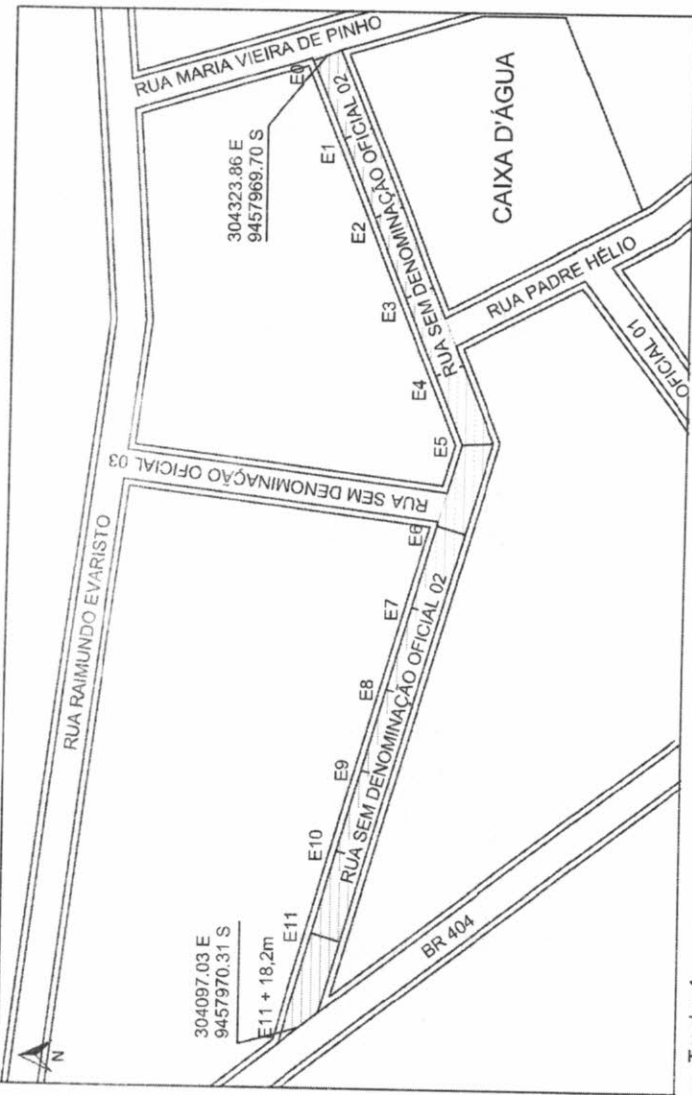 RUA MARIA VIEIRA DE PINHO
E0
304323.86 E
9457969.70 S
E1
E2
E3
E4
E5
RUA SEM DENOMINAÇÃO OFICIAL 02
CAIXA D'ÁGUA
RUA PADRE HÉLIO
OFICIAL 01
RUA SEM DENOMINAÇÃO OFICIAL 03
RUA RAIMUNDO EVARISTO
E6
E7
E8
E9
E10
E11
RUA SEM DENOMINAÇÃO OFICIAL 02
304097.03 E
9457970.31 S
E11 + 18,2m
BR 404
N